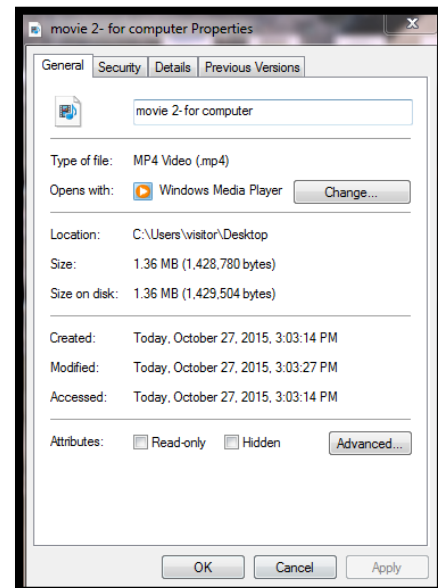 movie 2- for computer Properties
General Security Details Previous Versions
movie 2- for computer
Type of file: MP4 Video (.mp4)
Opens with: Windows Media Player Change...
Location: C:\Users\visitor\Desktop
Size: 1.36 MB (1,428,780 bytes)
Size on disk: 1.36 MB (1,429,504 bytes)
Created: Today, October 27, 2015, 3:03:14 PM
Modified: Today, October 27, 2015, 3:03:27 PM
Accessed: Today, October 27, 2015, 3:03:14 PM
Attributes: Read-only Hidden Advanced...
OK Cancel Apply